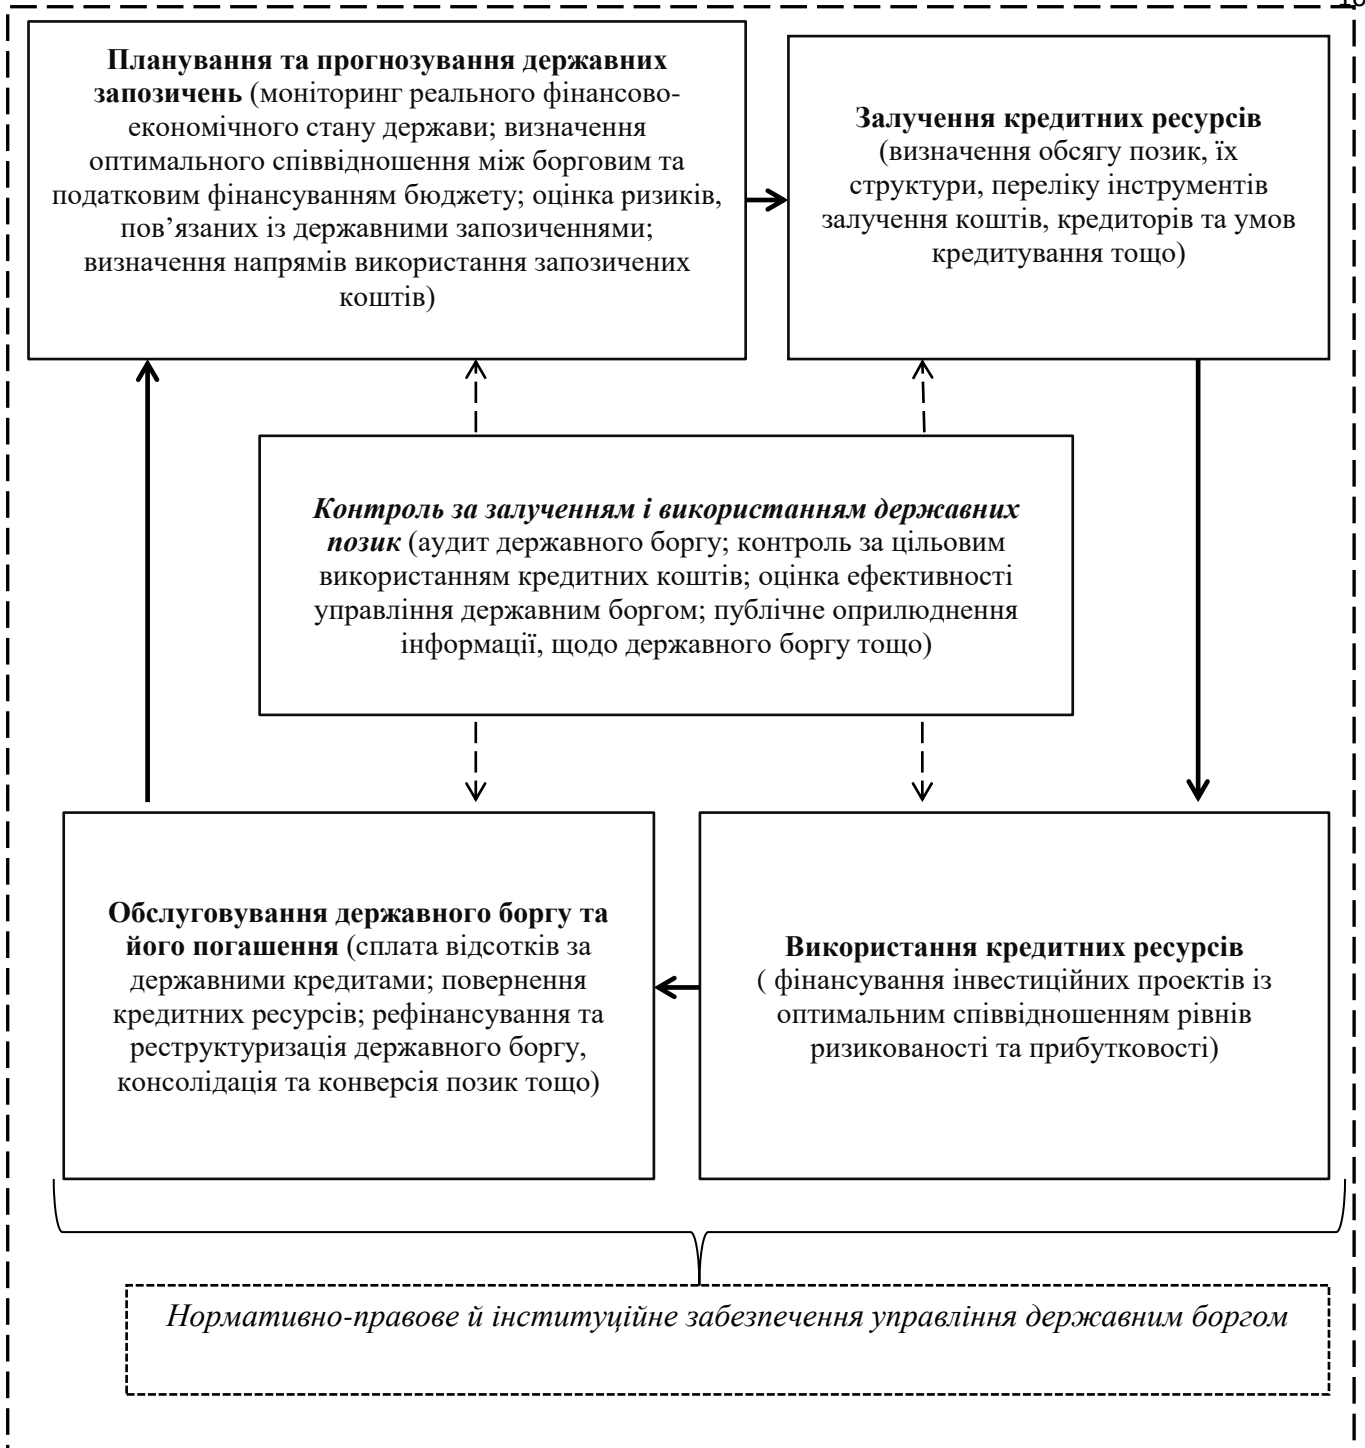 Планування та прогнозування державних
запозичень (моніторинг реального фінансово-
економічного стану держави; визначення
оптимального співвідношення між борговим та
податковим фінансуванням бюджету; оцінка ризиків,
пов’язаних із державними запозиченнями;
визначення напрямів використання запозичених
коштів)
Залучення кредитних ресурсів
(визначення обсягу позик, їх
структури, переліку інструментів
залучення коштів, кредиторів та умов
кредитування тощо)
Контроль за залученням і використанням державних
позик (аудит державного боргу; контроль за цільовим
використанням кредитних коштів; оцінка ефективності
управління державним боргом; публічне оприлюднення
інформації, щодо державного боргу тощо)
Обслуговування державного боргу та
його погашення (сплата відсотків за
державними кредитами; повернення
кредитних ресурсів; рефінансування та
реструктуризація державного боргу,
консолідація та конверсія позик тощо)
Використання кредитних ресурсів
( фінансування інвестиційних проектів із
оптимальним співвідношенням рівнів
ризикованості та прибутковості)
Нормативно-правове й інституційне забезпечення управління державним боргом